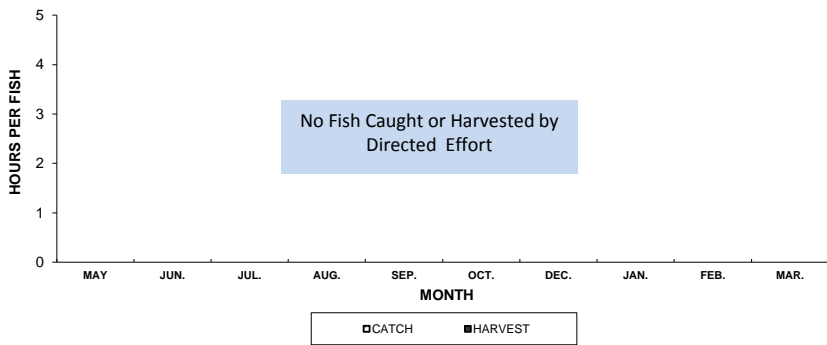 5
4
3
2
1
0
HOURS PER FISH
No Fish Caught or Harvested by
Directed Effort
MAY JUN. JUL. AUG. SEP. OCT. DEC. JAN. FEB. MAR.
MONTH
CATCH HARVEST